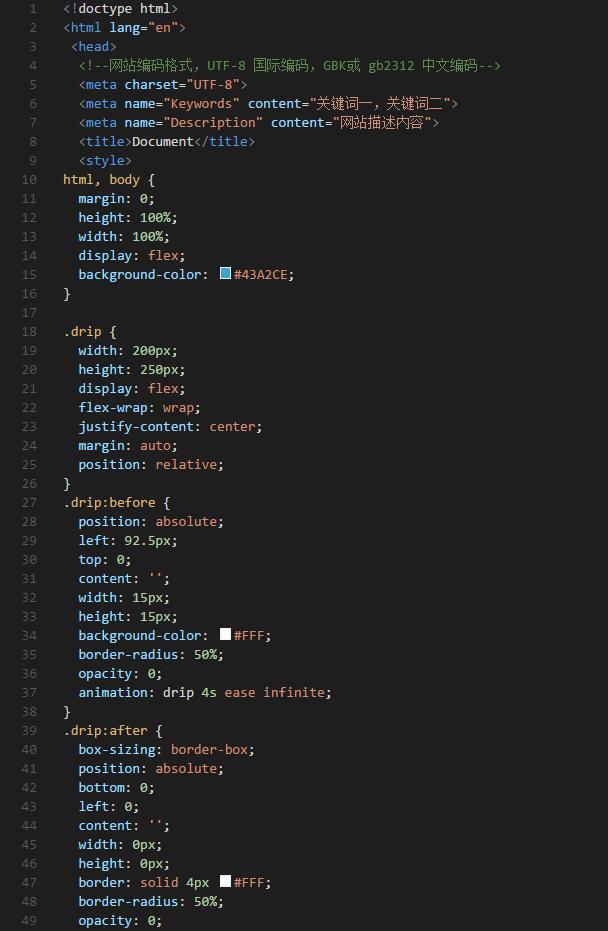 1 <!doctype html>
2 <html lang="en">
3 <head>
4 <!--网站编码格式，UTF-8 国际编码，GBK或 gb2312 中文编码-->
5 <meta charset="UTF-8">
6 <meta name="Keywords" content="关键词一，关键词二">
7 <meta name="Description" content="网站描述内容">
8 <title>Document</title>
9 <style>
10 html, body {
11 margin: 0;
12 height: 100%;
13 width: 100%;
14 display: flex;
15 background-color: #43A2CE;
16 }
17
18 .drip {
19 width: 200px;
20 height: 250px;
21 display: flex;
22 flex-wrap: wrap;
23 justify-content: center;
24 margin: auto;
25 position: relative;
26 }
27 .drip:before {
28 position: absolute;
29 left: 92.5px;
30 top: 0;
31 content: '';
32 width: 15px;
33 height: 15px;
34 background-color: #FFF;
35 border-radius: 50%;
36 opacity: 0;
37 animation: drip 4s ease infinite;
38 }
39 .drip:after {
40 box-sizing: border-box;
41 position: absolute;
42 bottom: 0;
43 left: 0;
44 content: '';
45 width: 0px;
46 height: 0px;
47 border: solid 4px #FFF;
48 border-radius: 50%;
49 opacity: 0;